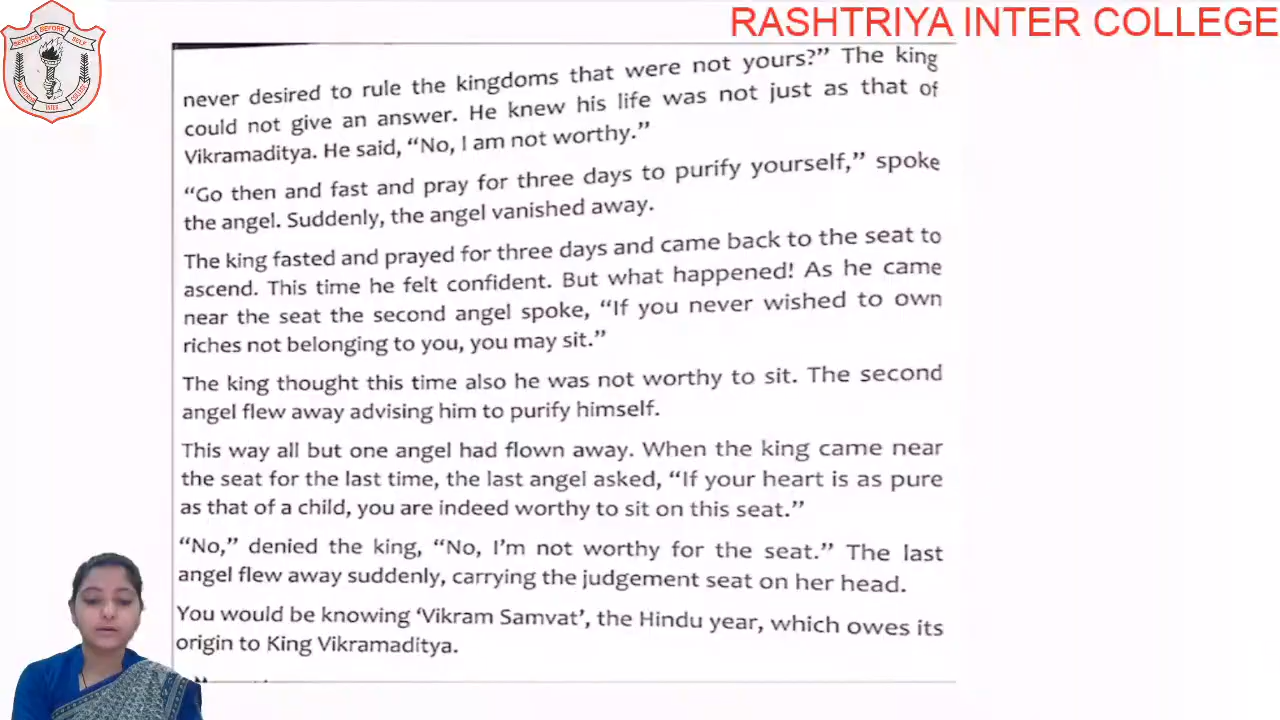 RASHTRIYA INTER COLLEGE
SERVICE BEFORE SELF
INTER
never desired to rule the kingdoms that were not yours?” The king
could not give an answer. He knew his life was not just as that of
Vikramaditya. He said, “No, I am not worthy.”
“Go then and fast and pray for three days to purify yourself,” spoke
the angel. Suddenly, the angel vanished away.
The king fasted and prayed for three days and came back to the seat to
ascend. This time he felt confident. But what happened! As he came
near the seat the second angel spoke, “If you never wished to own
riches not belonging to you, you may sit.”
The king thought this time also he was not worthy to sit. The second
angel flew away advising him to purify himself.
This way all but one angel had flown away. When the king came near
the seat for the last time, the last angel asked, “If your heart is as pure
as that of a child, you are indeed worthy to sit on this seat.”
“No,” denied the king, “No, I’m not worthy for the seat.” The last
angel flew away suddenly, carrying the judgement seat on her head.
You would be knowing ‘Vikram Samvat’, the Hindu year, which owes its
origin to King Vikramaditya.